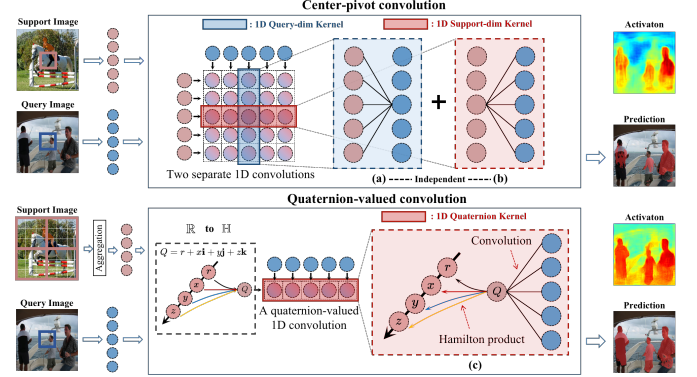 Center-pivot convolution
Support Image
: 1D Query-dim Kernel
: 1D Support-dim Kernel
Activaton
Query Image
+
Prediction
Two separate 1D convolutions
(a)
Independent
(b)
Quaternion-valued convolution
Support Image
: 1D Quaternion Kernel
Activaton
Aggregation
ℝ to ℍ
Q = r + xi + yj + zk
r
x
y
z
Q
Convolution
r
x
y
z
Q
Query Image
A quaternion-valued
1D convolution
Hamilton product
Prediction
(c)